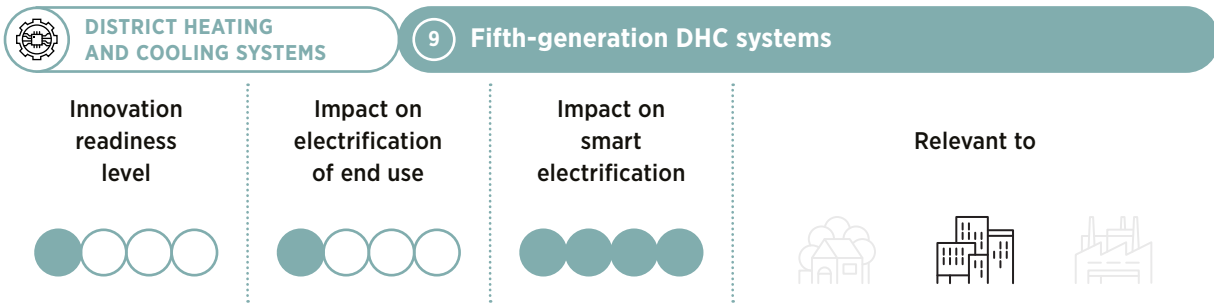 DISTRICT HEATING
AND COOLING SYSTEMS
9 Fifth-generation DHC systems
Innovation
readiness
level
Impact on
electrification
of end use
Impact on
smart
electrification
Relevant to